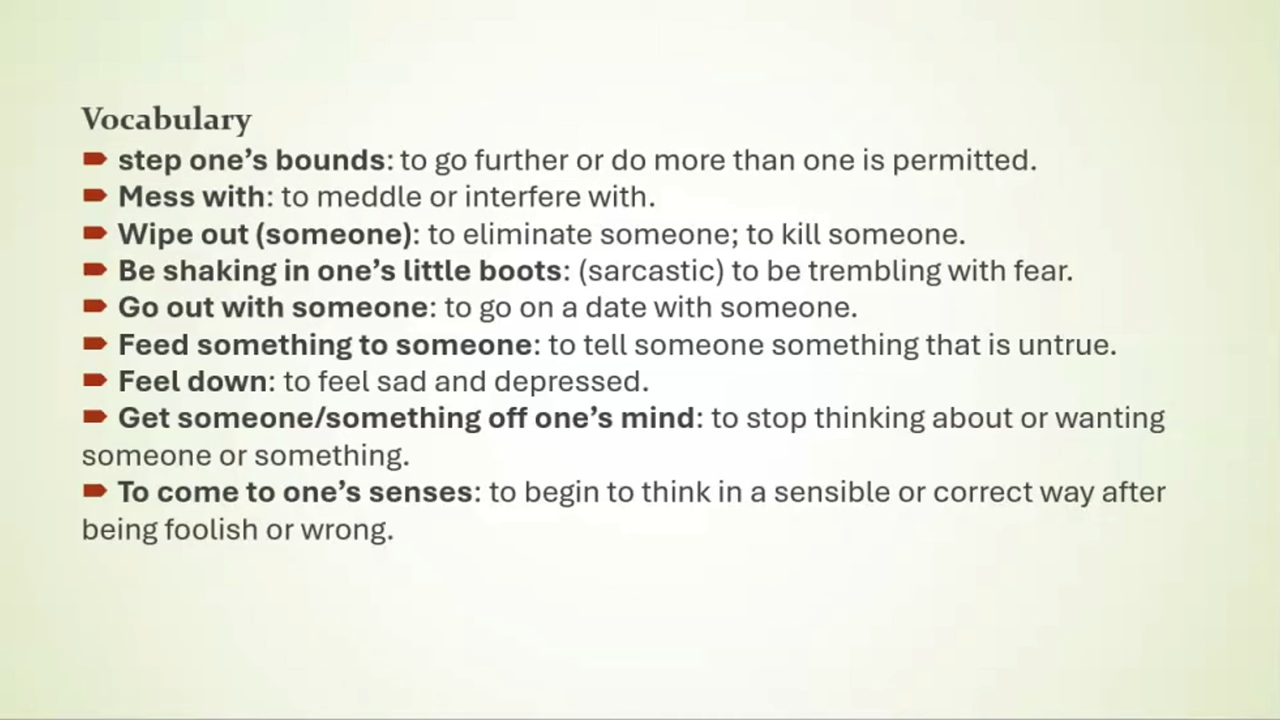 Vocabulary
step one’s bounds: to go further or do more than one is permitted.
Mess with: to meddle or interfere with.
Wipe out (someone): to eliminate someone; to kill someone.
Be shaking in one’s little boots: (sarcastic) to be trembling with fear.
Go out with someone: to go on a date with someone.
Feed something to someone: to tell someone something that is untrue.
Feel down: to feel sad and depressed.
Get someone/something off one’s mind: to stop thinking about or wanting
someone or something.
To come to one’s senses: to begin to think in a sensible or correct way after
being foolish or wrong.